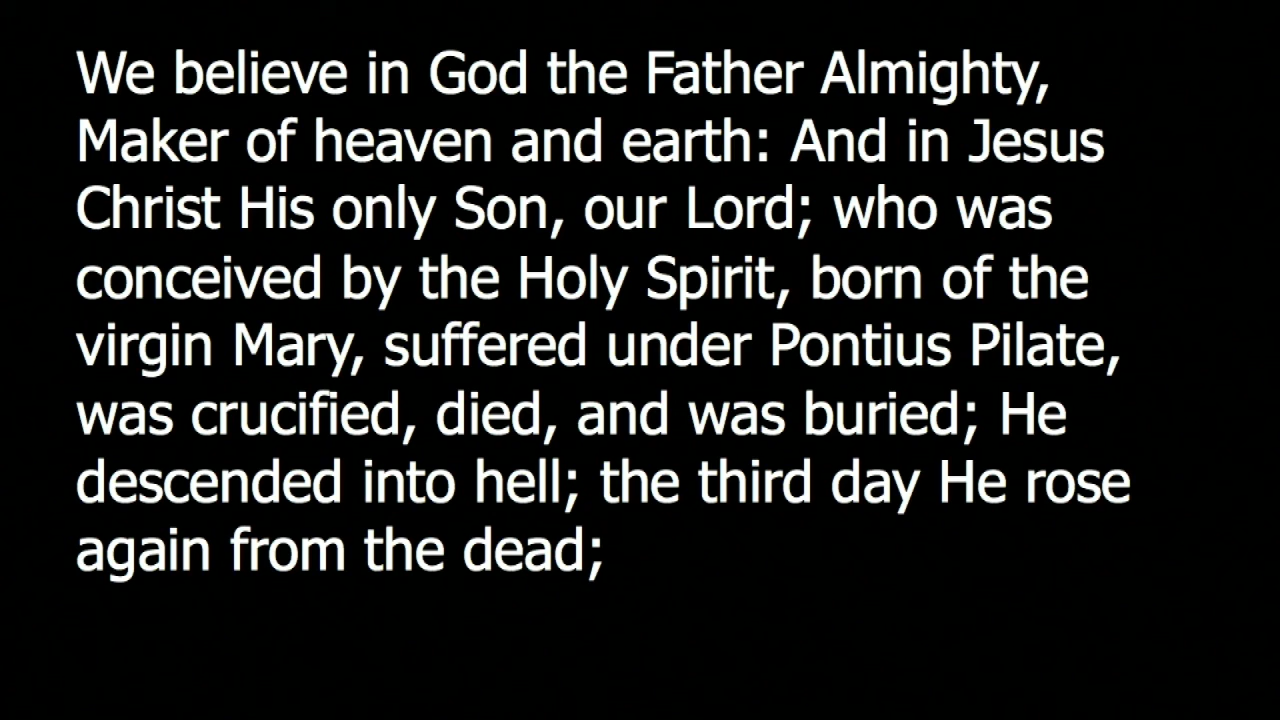 We believe in God the Father Almighty,
Maker of heaven and earth: And in Jesus
Christ His only Son, our Lord; who was
conceived by the Holy Spirit, born of the
virgin Mary, suffered under Pontius Pilate,
was crucified, died, and was buried; He
descended into hell; the third day He rose
again from the dead;